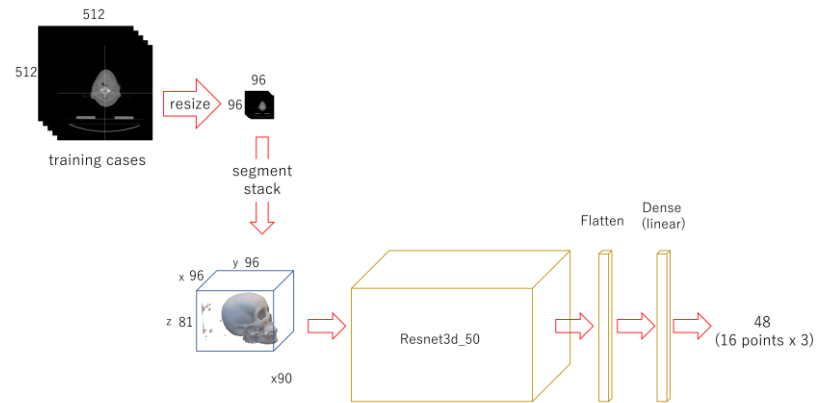 512
512
training cases
resize
96
96
segment
stack
y 96
x 96
z 81
x90
Resnet3d_50
Flatten
Dense
(linear)
48
(16 points x 3)